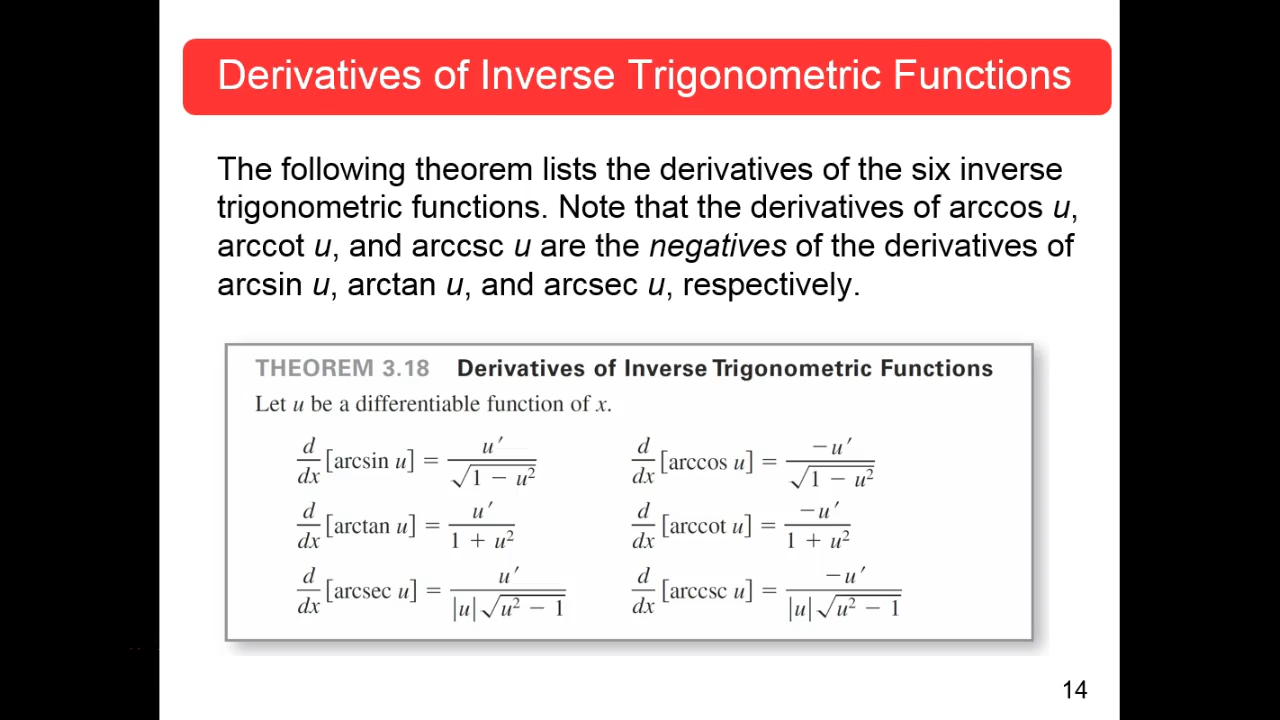 Derivatives of Inverse Trigonometric Functions
The following theorem lists the derivatives of the six inverse
trigonometric functions. Note that the derivatives of arccos u,
arccot u, and arccsc u are the negatives of the derivatives of
arcsin u, arctan u, and arcsec u, respectively.
THEOREM 3.18 Derivatives of Inverse Trigonometric Functions
Let u be a differentiable function of x.
d/dx [arcsin u] = u′/√(1 − u²) d/dx [arccos u] = −u′/√(1 − u²)
d/dx [arctan u] = u′/(1 + u²) d/dx [arccot u] = −u′/(1 + u²)
d/dx [arcsec u] = u′/(|u|√(u² − 1)) d/dx [arccsc u] = −u′/(|u|√(u² − 1))
14